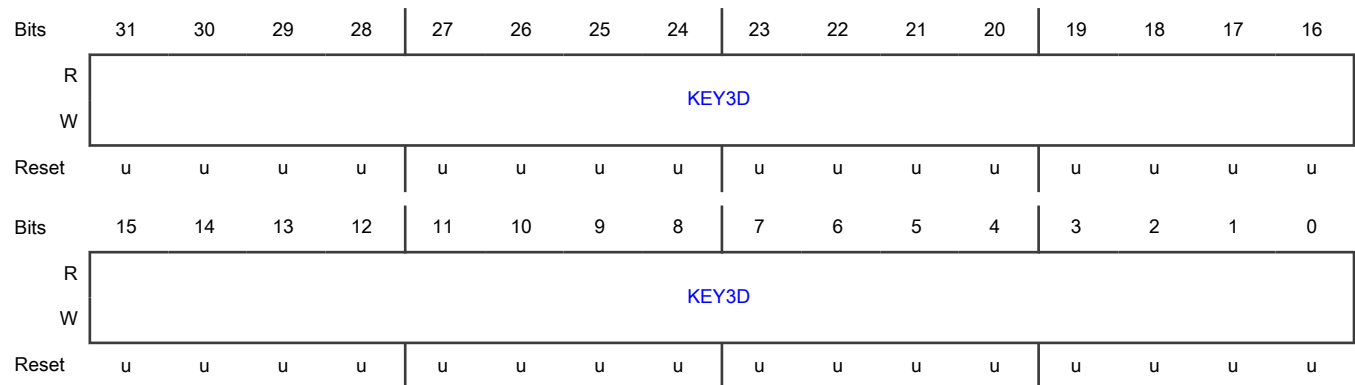 Bits 31 30 29 28 27 26 25 24 23 22 21 20 19 18 17 16
R
KEY3D
W
Reset u u u u u u u u u u u u u u u u
Bits 15 14 13 12 11 10 9 8 7 6 5 4 3 2 1 0
R
KEY3D
W
Reset u u u u u u u u u u u u u u u u